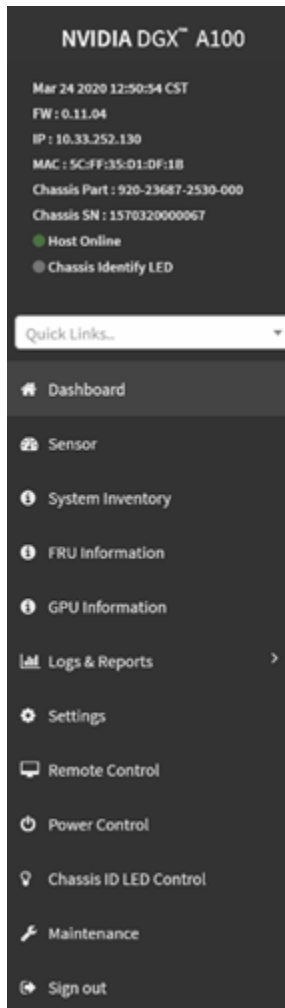 NVIDIA DGX™ A100
Mar 24 2020 12:50:54 CST
FW : 0.11.04
IP : 10.33.252.130
MAC : 5C:FF:35:D1:DF:1B
Chassis Part : 920-23687-2530-000
Chassis SN : 1570320000067
Host Online
Chassis Identify LED
Quick Links...
Dashboard
Sensor
System Inventory
FRU Information
GPU Information
Logs & Reports
Settings
Remote Control
Power Control
Chassis ID LED Control
Maintenance
Sign out